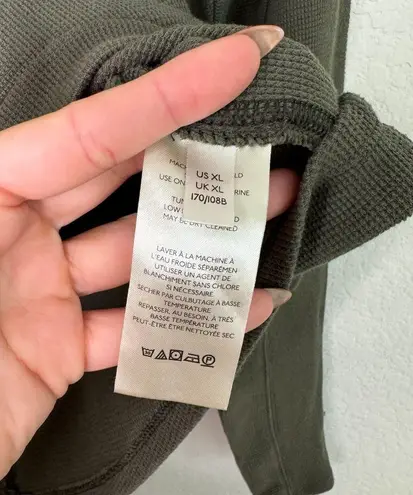 US XL
UK XL
170/108B
USE ON
MAY BE DRY CLEANED
LAVER À LA MACHINE À
L'EAU FROIDE SÉPARÉMEN
UTILISER UN AGENT DE
BLANCHIMENT SANS CHLORE
SI NÉCESSAIRE
SÉCHER PAR CULBUTAGE À BASSE
TEMPÉRATURE
REPASSER, AU BESOIN, À TRÈS
BASSE TEMPÉRATURE
PEUT-ÊTRE ÊTRE NETTOYÉE SEC